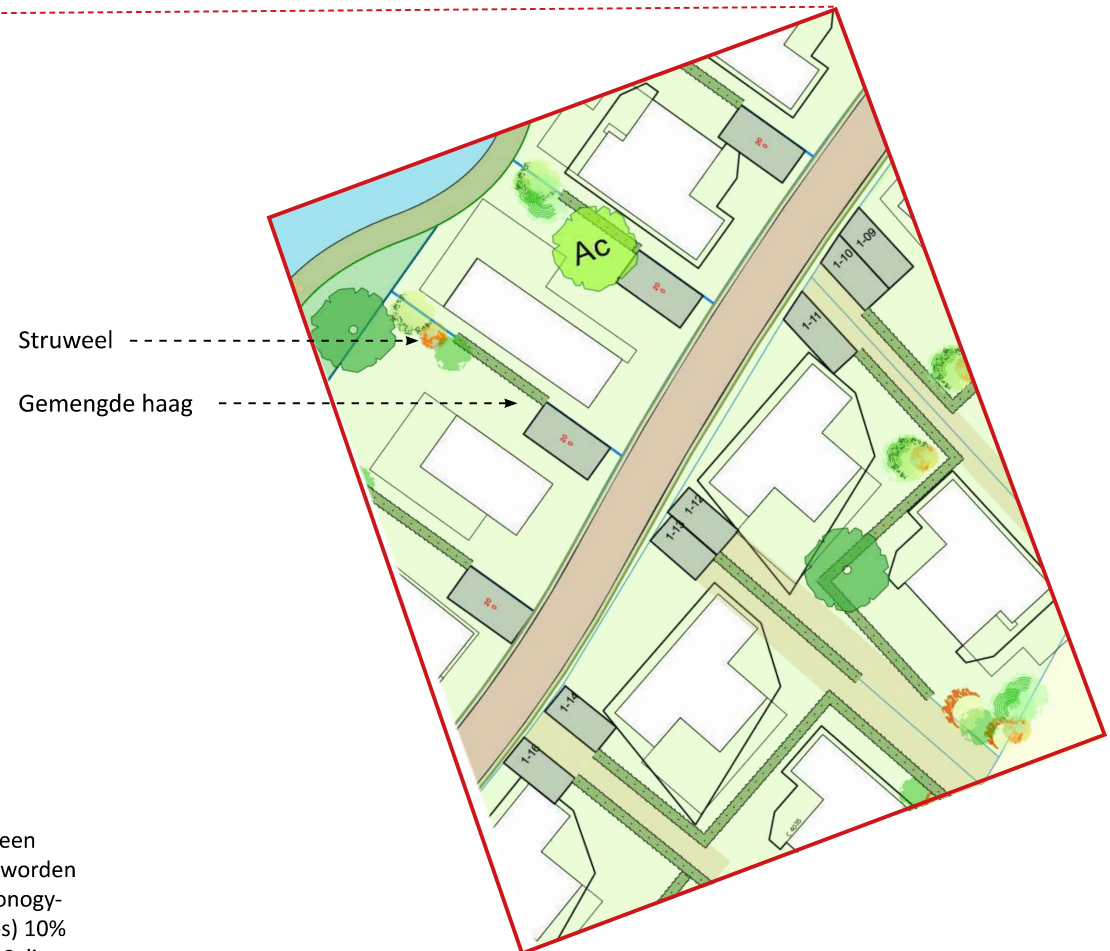 Ac
1-09
1-10
1-11
Struweel
Gemengde haag
1-12
1-13
1-14
1-16
C 4036
een
worden
onogy-
s) 10%